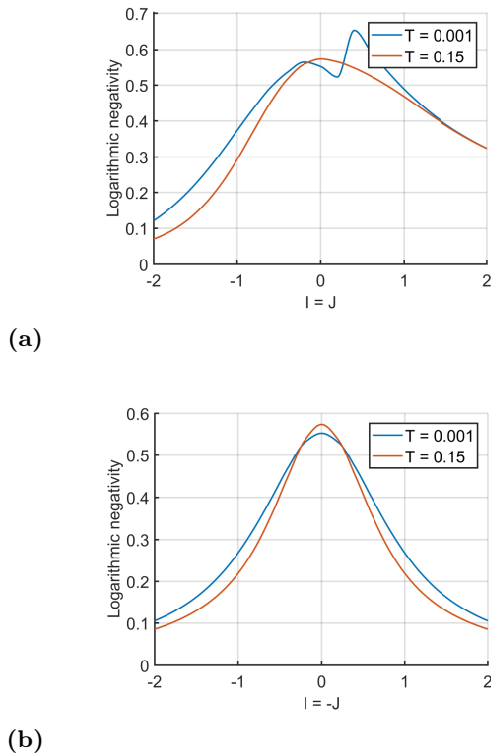 0.7
0.6
0.5
0.4
0.3
0.2
0.1
0
Logarithmic negativity
T = 0.001
T = 0.15
-2 -1 0 1 2
I = J
(a)
0.6
0.5
0.4
0.3
0.2
0.1
0
Logarithmic negativity
T = 0.001
T = 0.15
-2 -1 0 1 2
I = -J
(b)